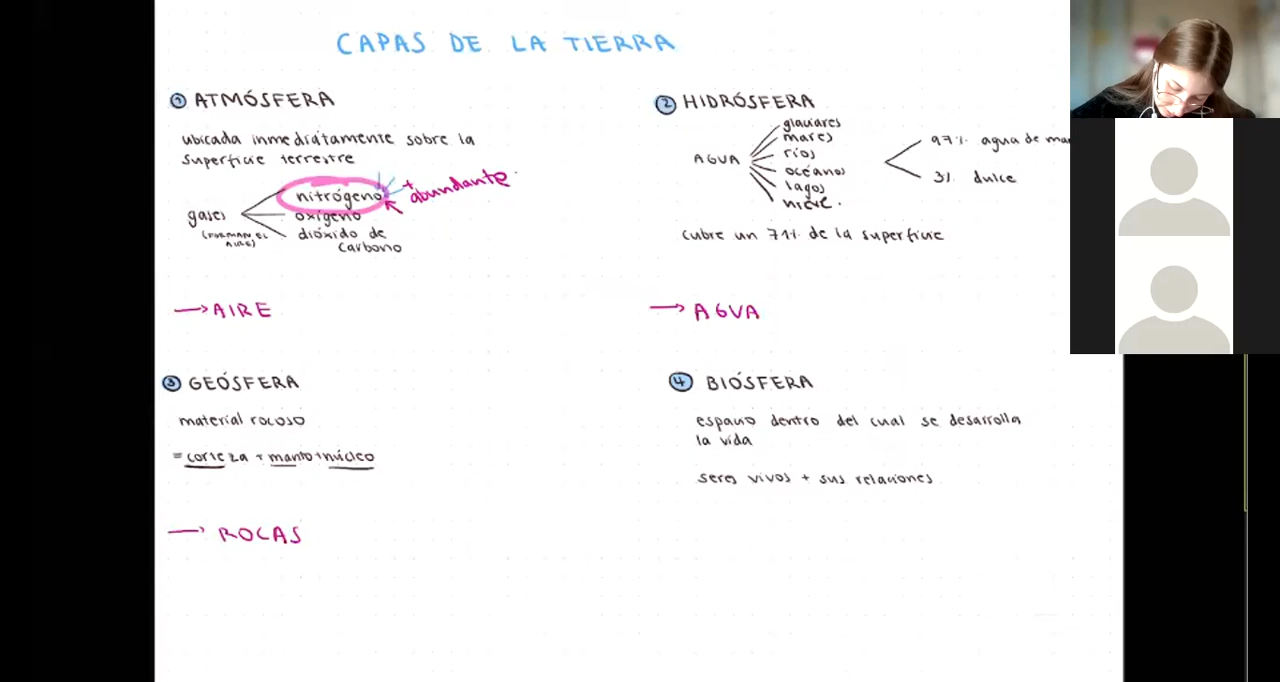 CAPAS DE LA TIERRA
1 ATMÓSFERA
ubicada inmediatamente sobre la
superficie terrestre
gases
(FORMAN EL
AIRE)
nitrógeno
+ abundante
oxígeno
dióxido de
carbono
→ AIRE
2 HIDRÓSFERA
AGUA
glaciares
mares
ríos
océanos
lagos
nieve.
97% agua de mar
3% dulce
cubre un 71% de la superficie
→ AGUA
3 GEÓSFERA
material rocoso
= corteza + manto + núcleo
→ ROCAS
4 BIÓSFERA
espacio dentro del cual se desarrolla
la vida
seres vivos + sus relaciones